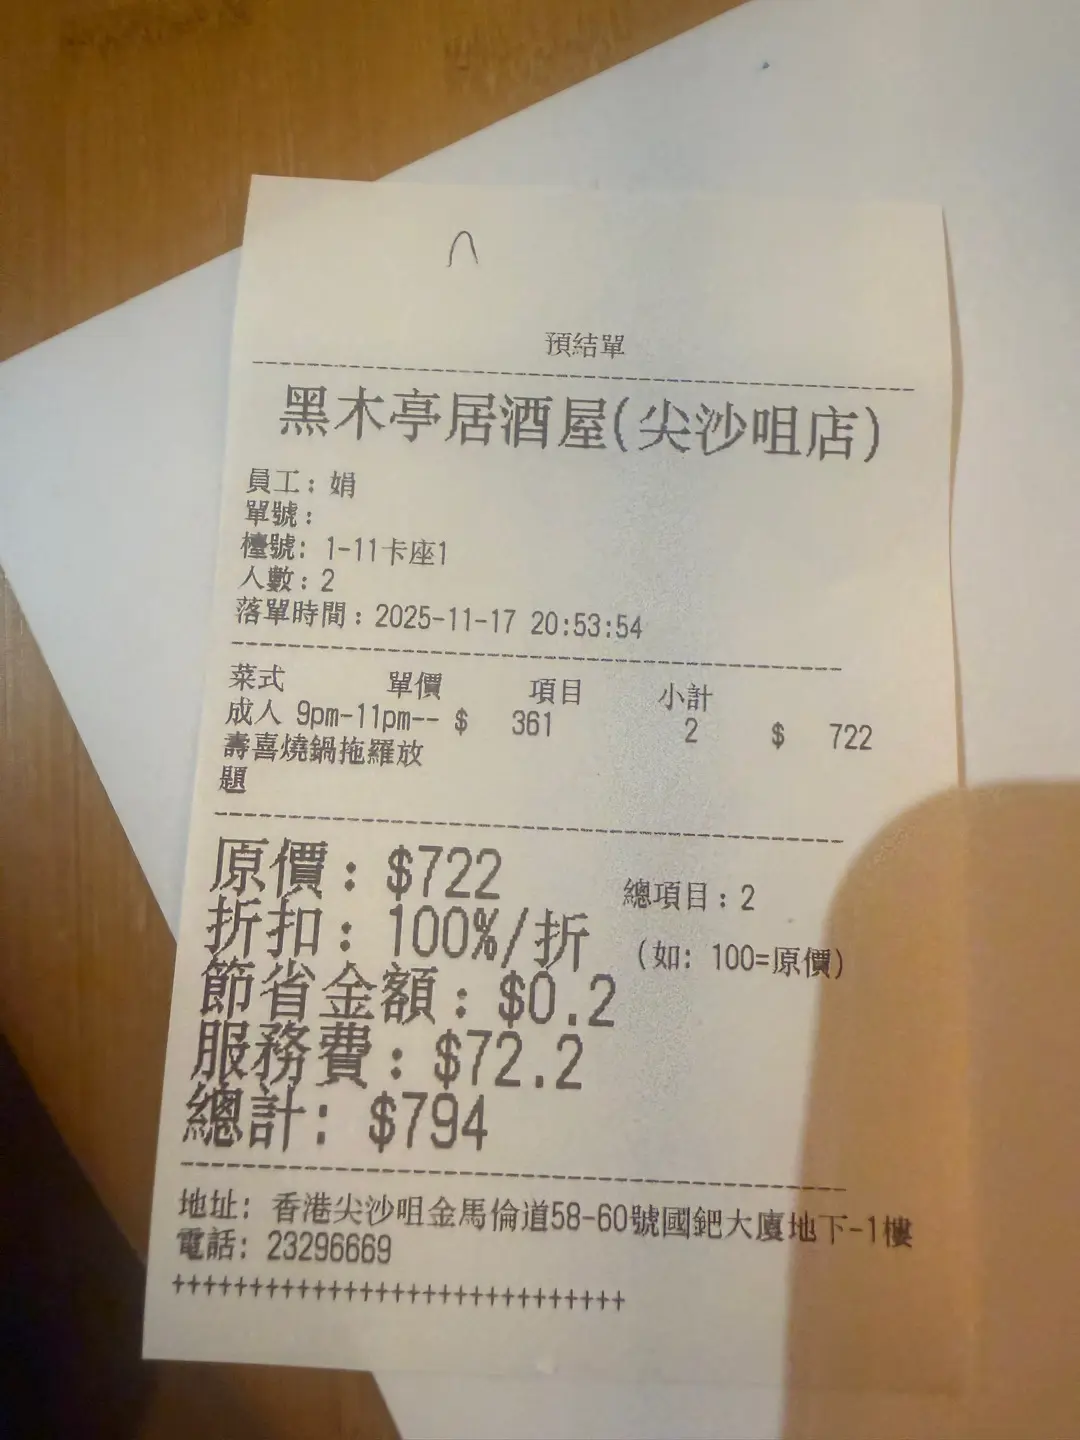 預結單
黑木亭居酒屋(尖沙咀店)
員工: 娟
單號:
檯號: 1-11卡座1
人數: 2
落單時間: 2025-11-17 20:53:54
菜式 單價 項目 小計
成人 9pm-11pm-- $ 361 2 $ 722
壽喜燒鍋拖羅放
題
原價: $722 總項目: 2
折扣: 100%/折 (如: 100=原價)
節省金額: $0.2
服務費: $72.2
總計: $794
地址: 香港尖沙咀金馬倫道58-60號國鈀大廈地下-1樓
電話: 23296669
+++++++++++++++++++++++++++++